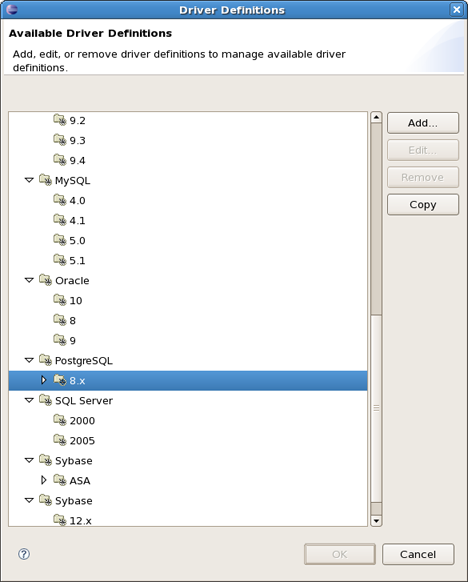 Driver Definitions
Available Driver Definitions
Add, edit, or remove driver definitions to manage available driver
definitions.
9.2
9.3
9.4
MySQL
4.0
4.1
5.0
5.1
Oracle
10
8
9
PostgreSQL
8.x
SQL Server
2000
2005
Sybase
ASA
Sybase
12.x
Add...
Edit...
Remove
Copy
?
OK
Cancel